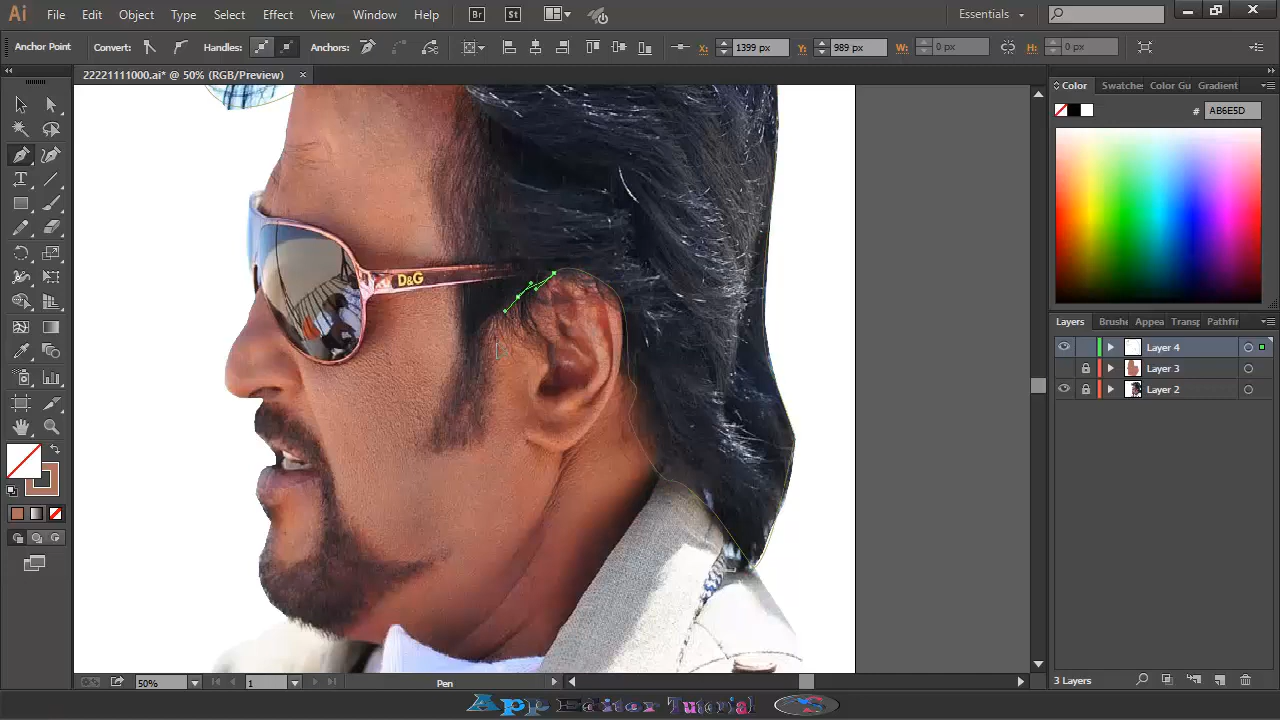 Ai File Edit Object Type Select Effect View Window Help Br St Essentials
Anchor Point Convert: Handles: Anchors: X: 1399 px Y: 989 px W: 0 px H: 0 px
22221111000.ai* @ 50% (RGB/Preview)
Color Swatches Color Gu Gradient
# AB6E5D
D&G
Layers Brushe Appea Transp Pathfin
Layer 4
Layer 3
Layer 2
50% 1 Pen 3 Layers
App Editor Tutorial